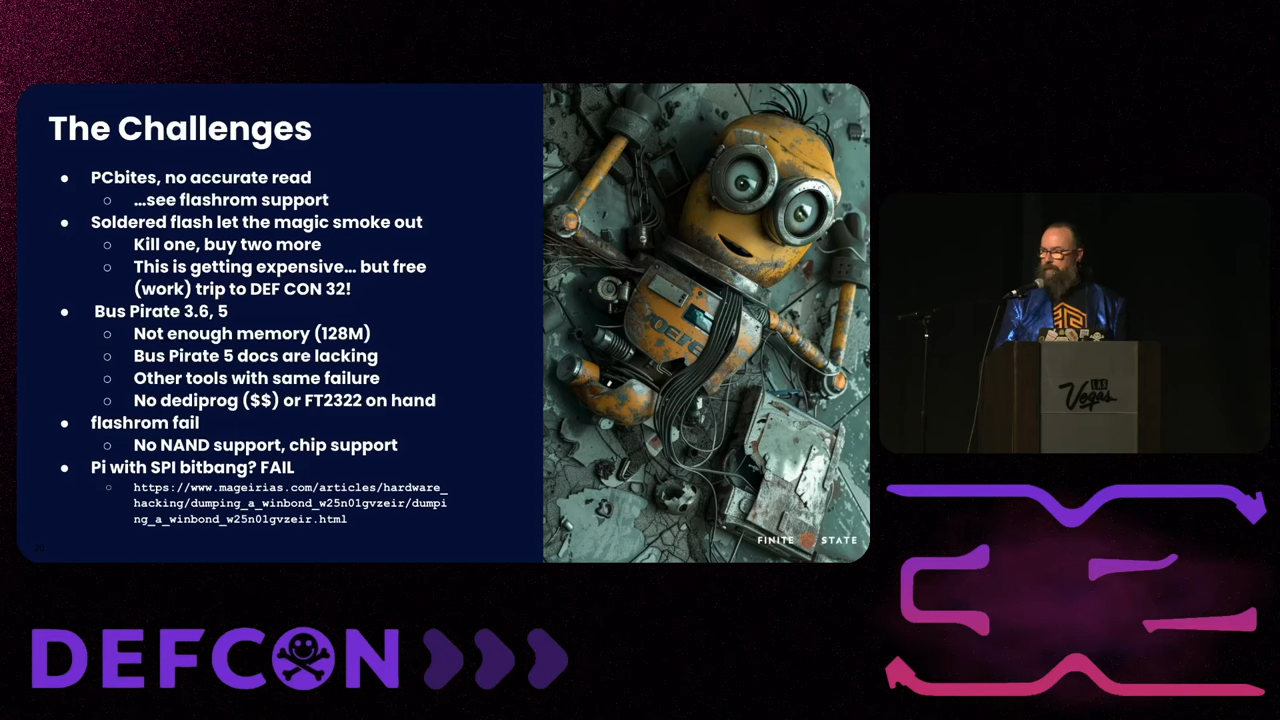 The Challenges
● PCbites, no accurate read
○ …see flashrom support
● Soldered flash let the magic smoke out
○ Kill one, buy two more
○ This is getting expensive… but free
(work) trip to DEF CON 32!
● Bus Pirate 3.6, 5
○ Not enough memory (128M)
○ Bus Pirate 5 docs are lacking
○ Other tools with same failure
○ No dediprog ($$) or FT2322 on hand
● flashrom fail
○ No NAND support, chip support
● Pi with SPI bitbang? FAIL
○ https://www.mageirias.com/articles/hardware_
hacking/dumping_a_winbond_w25n01gvzeir/dumpi
ng_a_winbond_w25n01gvzeir.html
FINITE STATE
LAS
Vegas
DEFCON